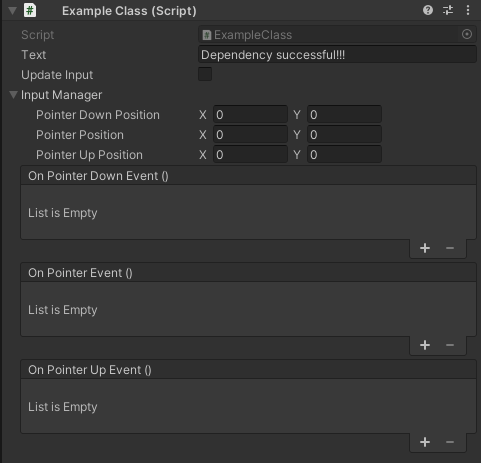 # Example Class (Script)
Script # ExampleClass
Text Dependency successful!!!
Update Input
Input Manager
Pointer Down Position X 0 Y 0
Pointer Position X 0 Y 0
Pointer Up Position X 0 Y 0
On Pointer Down Event ()
List is Empty
+ −
On Pointer Event ()
List is Empty
+ −
On Pointer Up Event ()
List is Empty
+ −